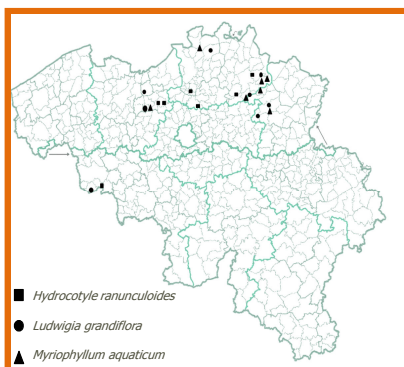 Hydrocotyle ranunculoides
Ludwigia grandiflora
Myriophyllum aquaticum